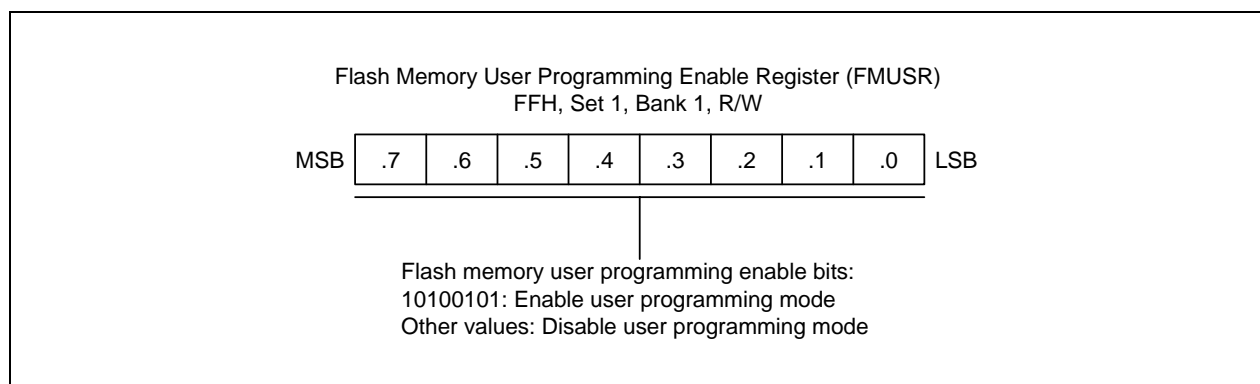 Flash Memory User Programming Enable Register (FMUSR)
FFH, Set 1, Bank 1, R/W
MSB .7 .6 .5 .4 .3 .2 .1 .0 LSB
Flash memory user programming enable bits:
10100101: Enable user programming mode
Other values: Disable user programming mode